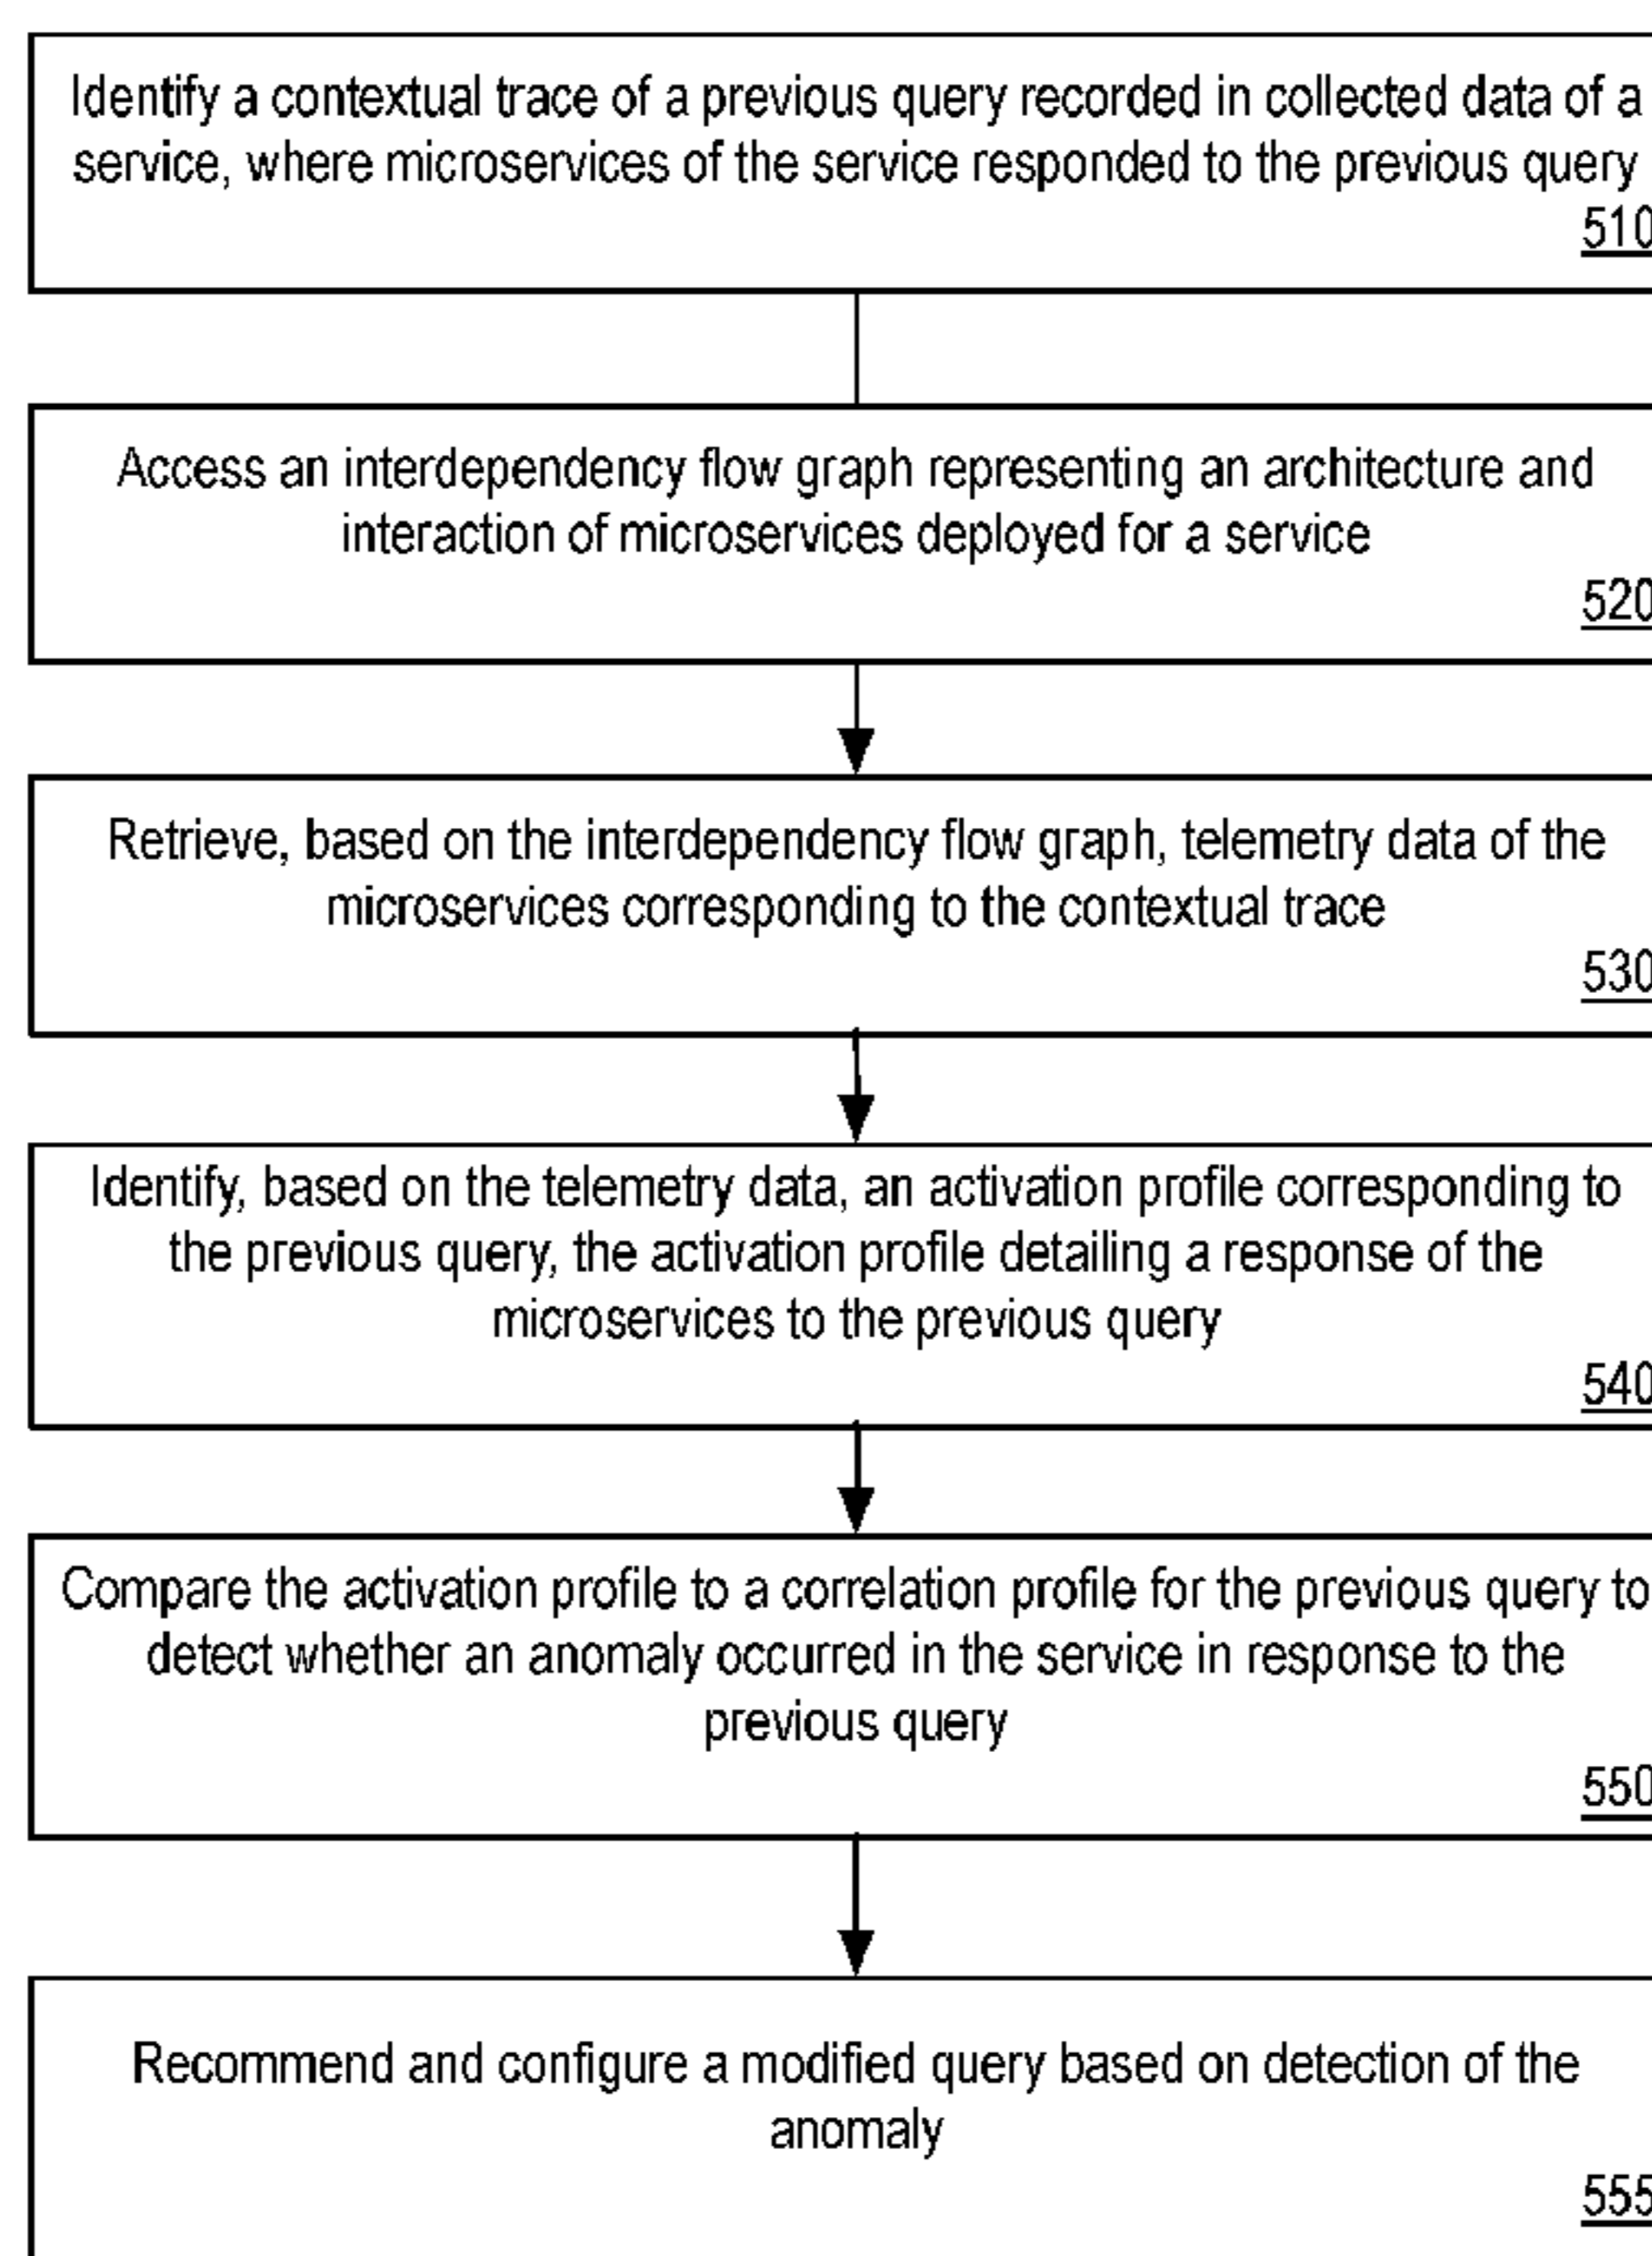 Identify a contextual trace of a previous query recorded in collected data of a
service, where microservices of the service responded to the previous query
510
Access an interdependency flow graph representing an architecture and
interaction of microservices deployed for a service
520
Retrieve, based on the interdependency flow graph, telemetry data of the
microservices corresponding to the contextual trace
530
Identify, based on the telemetry data, an activation profile corresponding to
the previous query, the activation profile detailing a response of the
microservices to the previous query
540
Compare the activation profile to a correlation profile for the previous query to
detect whether an anomaly occurred in the service in response to the
previous query
550
Recommend and configure a modified query based on detection of the
anomaly
555